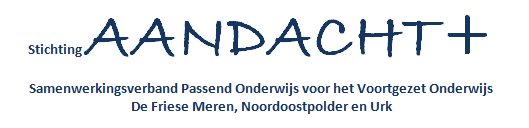 Stichting AANDACHT+
Samenwerkingsverband Passend Onderwijs voor het Voortgezet Onderwijs
De Friese Meren, Noordoostpolder en Urk